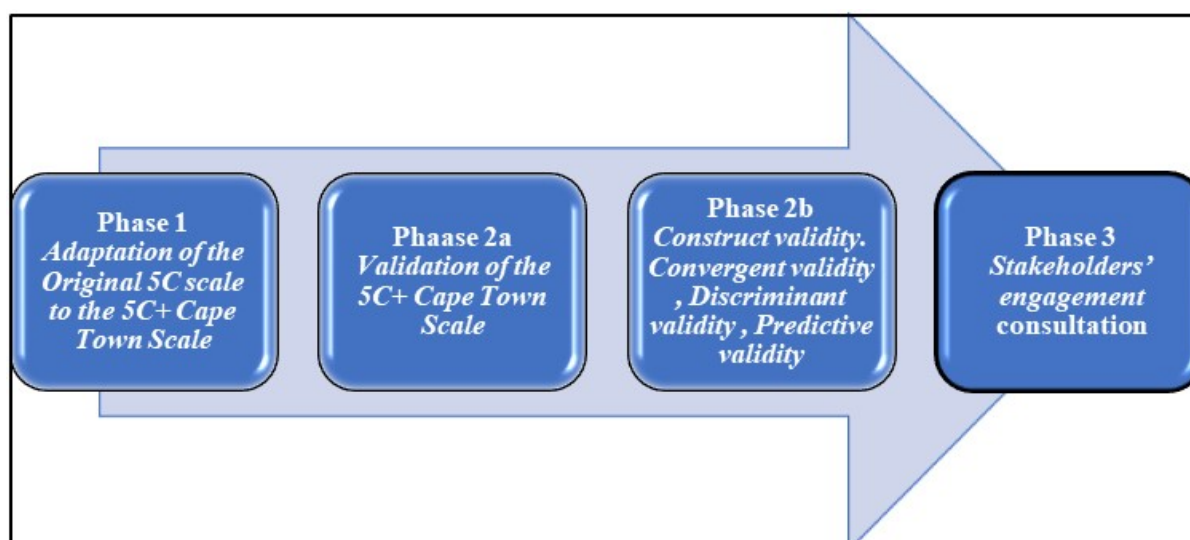 Phase 1
Adaptation of the
Original 5C scale
to the 5C+ Cape
Town Scale
Phaase 2a
Validation of the
5C+ Cape Town
Scale
Phase 2b
Construct validity.
Convergent validity
, Discriminant
validity , Predictive
validity
Phase 3
Stakeholders’
engagement
consultation